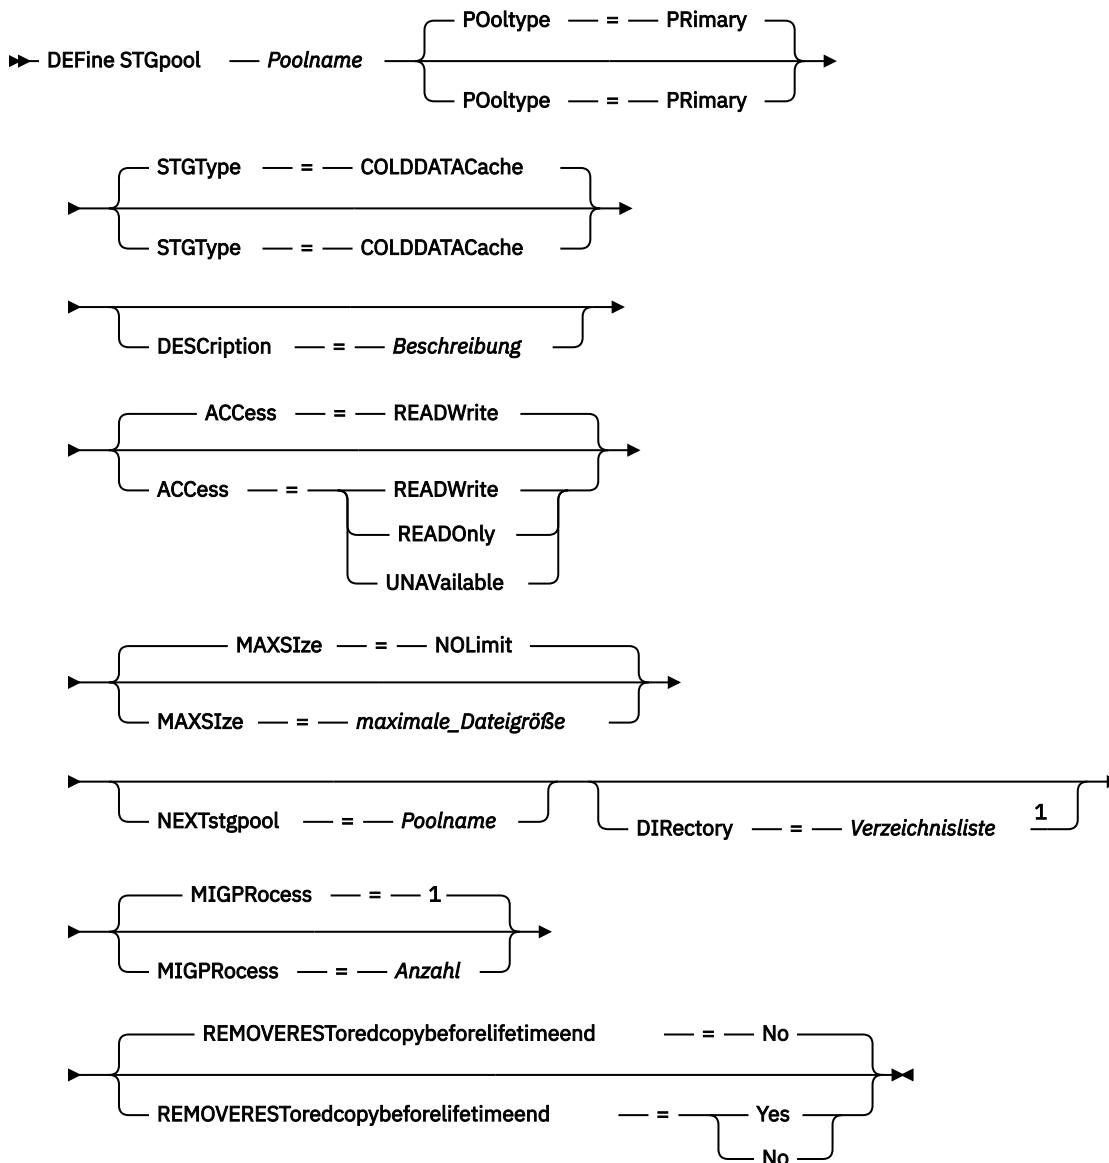 POoltype = PRimary
DEFine STGpool Poolname
POoltype = PRimary
STGType = COLDDATACache
STGType = COLDDATACache
DESCription = Beschreibung
ACCess = READWrite
ACCess = READWrite
READOnly
UNAVailable
MAXSIze = NOLimit
MAXSIze = maximale_Dateigröße
NEXTstgpool = Poolname
DIRectory = Verzeichnisliste 1
MIGPRocess = 1
MIGPRocess = Anzahl
REMOVERESToredcopybeforelifetimeend = No
REMOVERESToredcopybeforelifetimeend = Yes
No